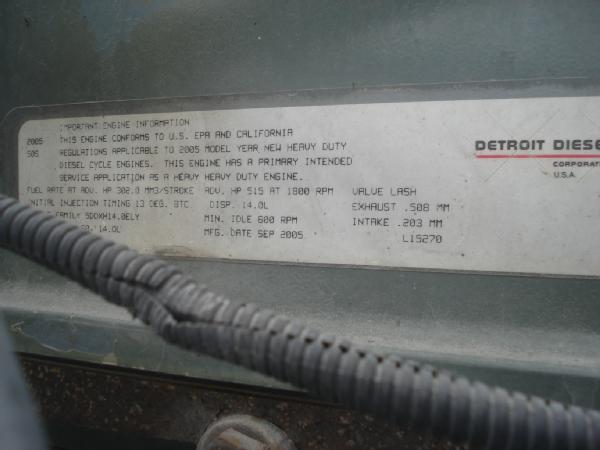 IMPORTANT ENGINE INFORMATION
2005 THIS ENGINE CONFORMS TO U.S. EPA AND CALIFORNIA
50S REGULATIONS APPLICABLE TO 2005 MODEL YEAR NEW HEAVY DUTY
DIESEL CYCLE ENGINES. THIS ENGINE HAS A PRIMARY INTENDED
SERVICE APPLICATION AS A HEAVY HEAVY DUTY ENGINE.
FUEL RATE AT ADV. HP 302.0 MM3/STROKE ADV. HP 515 AT 1800 RPM VALVE LASH
INITIAL INJECTION TIMING 13 DEG. BTC DISP. 14.0L EXHAUST .508 MM
FAMILY 5DDXH14.0ELY MIN. IDLE 600 RPM INTAKE .203 MM
14.0L MFG. DATE SEP 2005 L15270
DETROIT DIESE
CORPORAT
U.S.A.